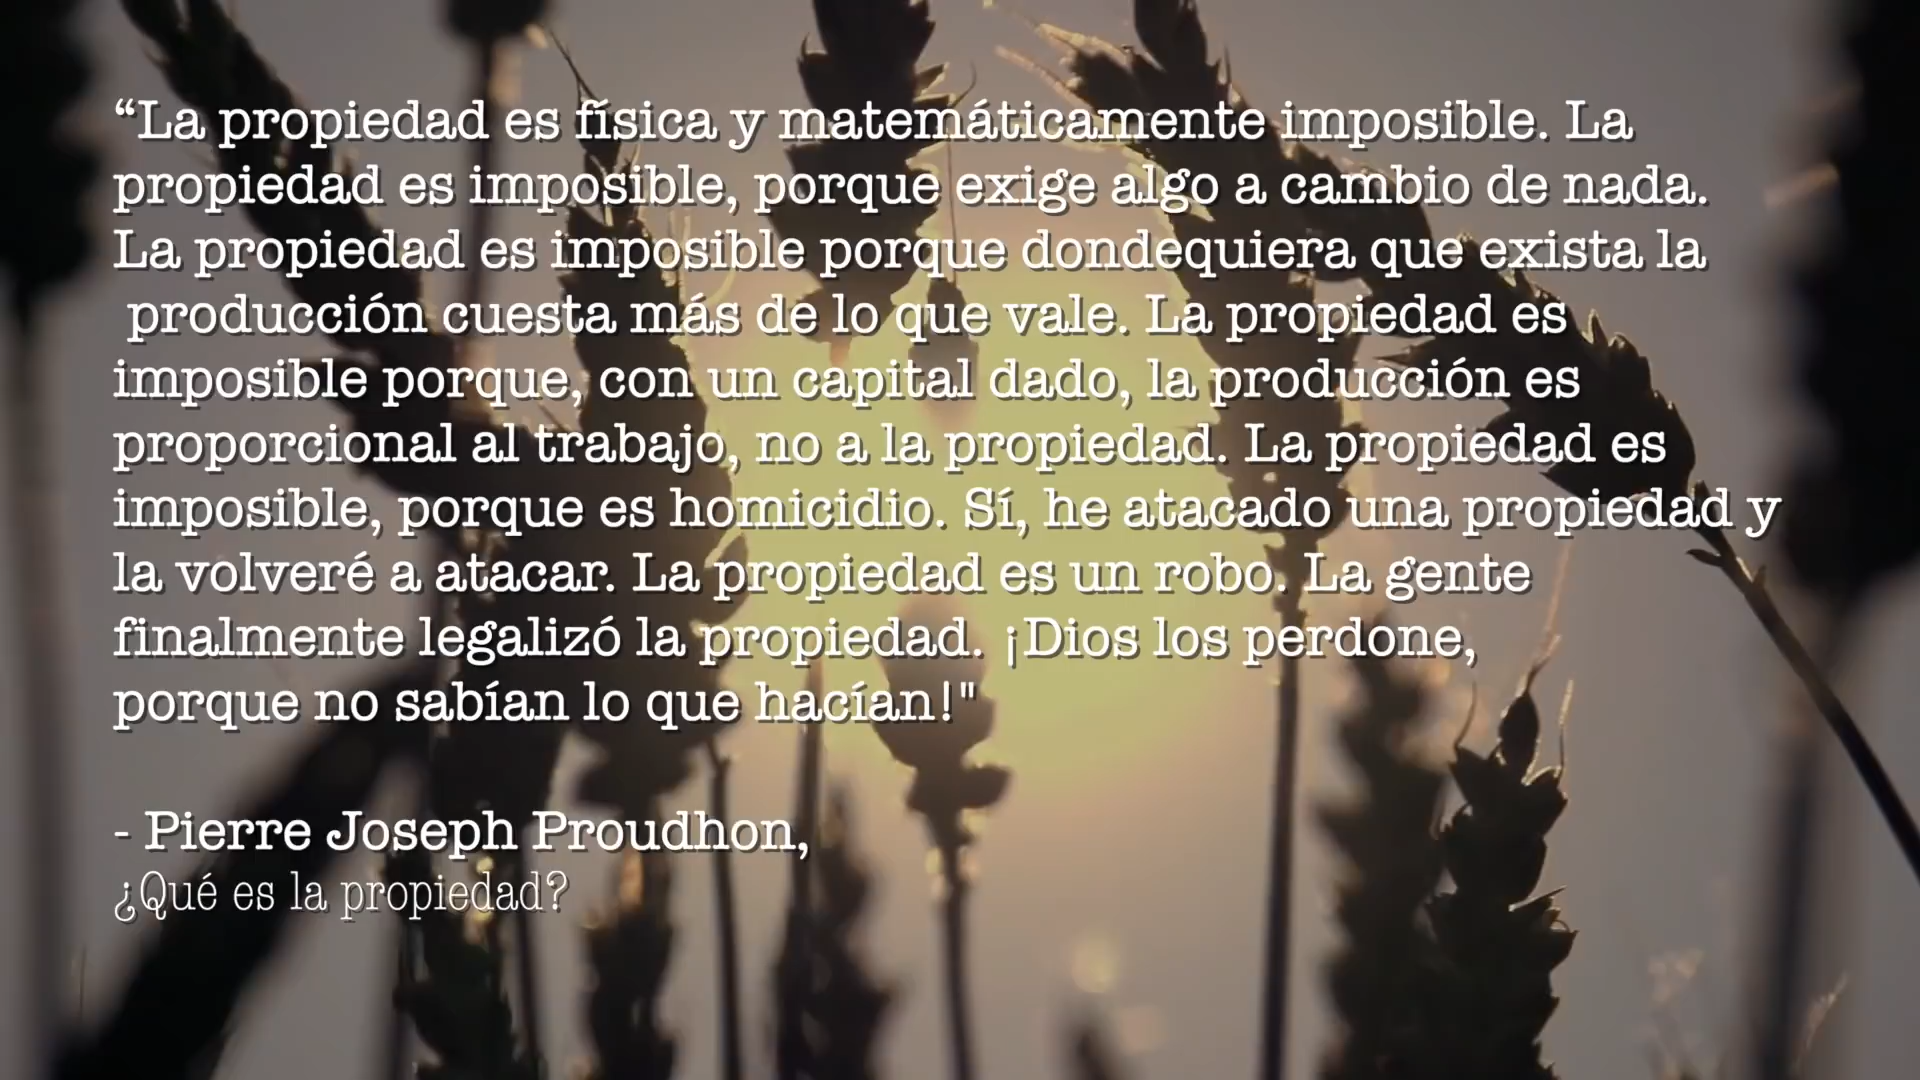 “La propiedad es física y matemáticamente imposible. La
propiedad es imposible, porque exige algo a cambio de nada.
La propiedad es imposible porque dondequiera que exista la
producción cuesta más de lo que vale. La propiedad es
imposible porque, con un capital dado, la producción es
proporcional al trabajo, no a la propiedad. La propiedad es
imposible, porque es homicidio. Sí, he atacado una propiedad y
la volveré a atacar. La propiedad es un robo. La gente
finalmente legalizó la propiedad. ¡Dios los perdone,
porque no sabían lo que hacían!"
- Pierre Joseph Proudhon,
¿Qué es la propiedad?